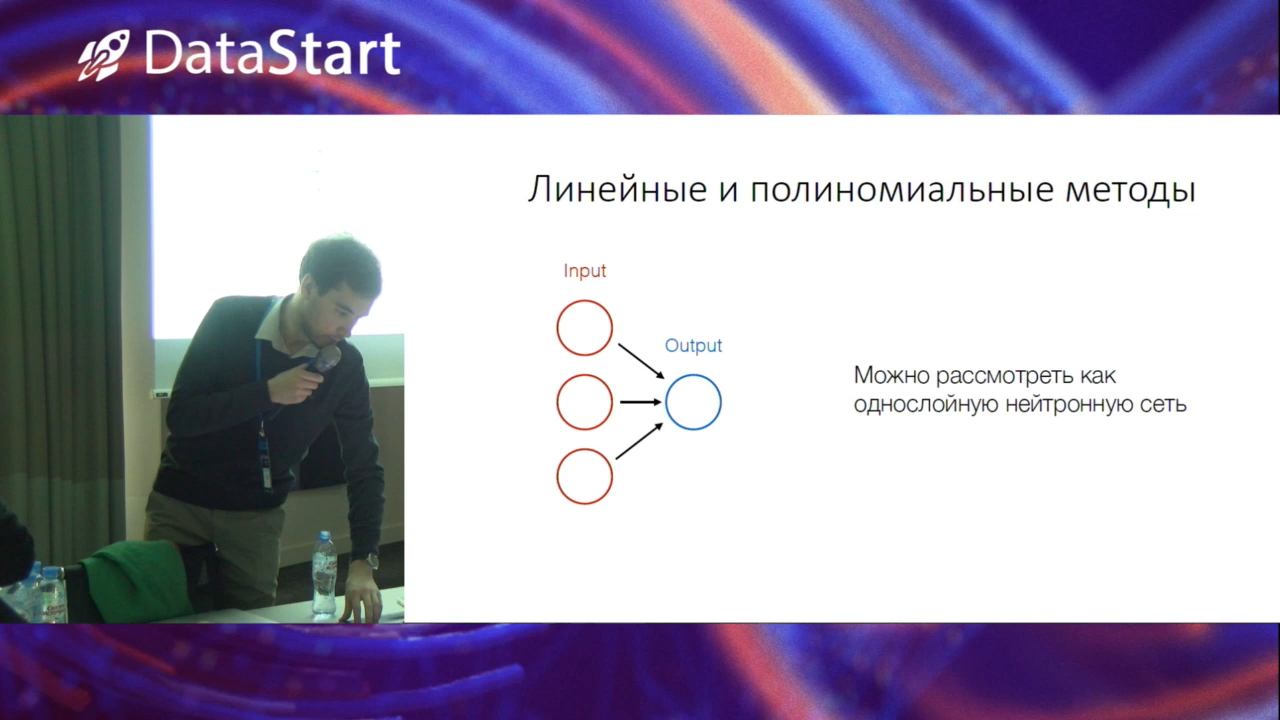 DataStart
Линейные и полиномиальные методы
Input
Output
Можно рассмотреть как
однослойную нейтронную сеть